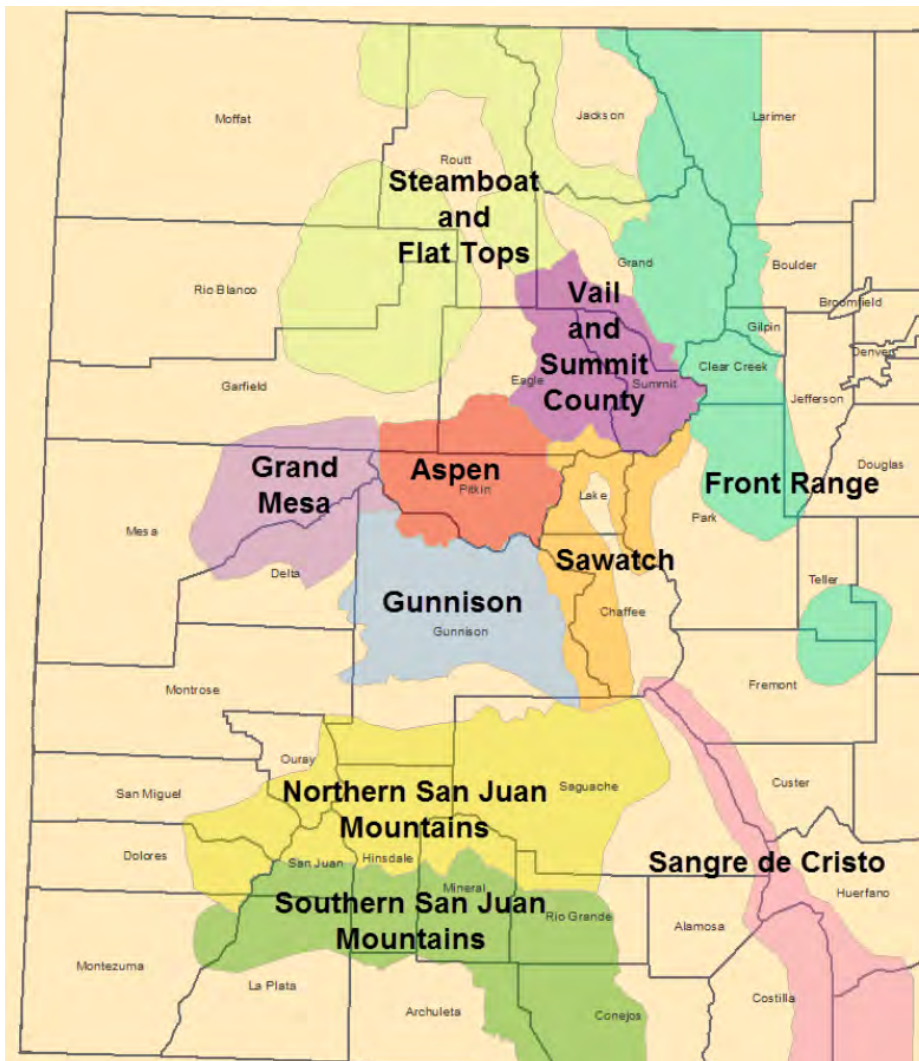 Moffat
Jackson
Larimer
Routt
Steamboat
and
Flat Tops
Rio Blanco
Grand
Boulder
Broomfield
Vail
and
Summit
County
Gilpin
Clear Creek
Denver
Garfield
Eagle
Summit
Jefferson
Grand
Mesa
Aspen
Pitkin
Front Range
Douglas
Lake
Park
Mesa
Delta
Sawatch
Teller
Gunnison
Gunnison
Chaffee
Montrose
Fremont
Ouray
San Miguel
Northern San Juan
Mountains
Saguache
Custer
Dolores
San Juan
Hinsdale
Sangre de Cristo
Mineral
Huerfano
Southern San Juan
Mountains
Rio Grande
Alamosa
Montezuma
La Plata
Archuleta
Conejos
Costilla